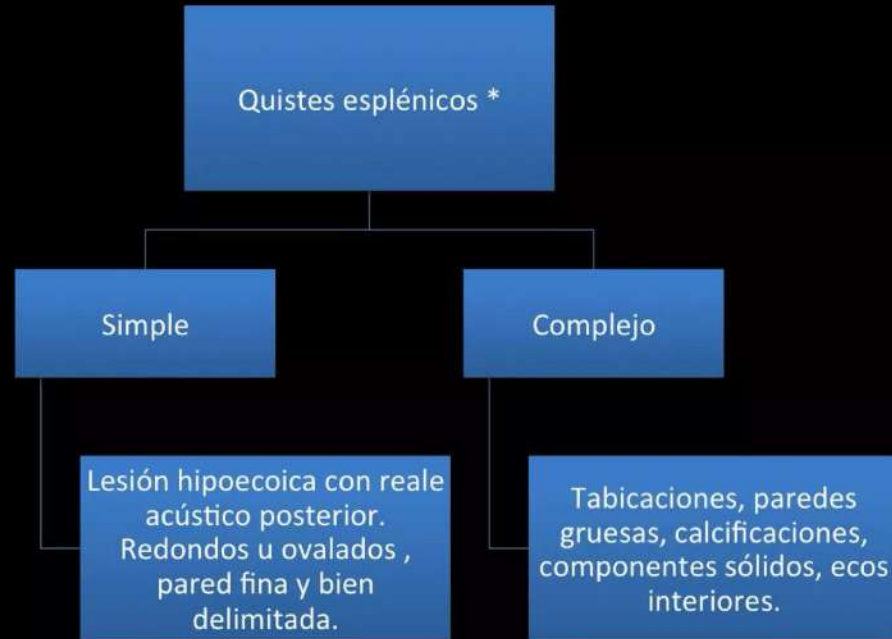 Quistes esplénicos *
Simple
Complejo
Lesión hipoecoica con reale
acústico posterior.
Redondos u ovalados ,
pared fina y bien
delimitada.
Tabicaciones, paredes
gruesas, calcificaciones,
componentes sólidos, ecos
interiores.